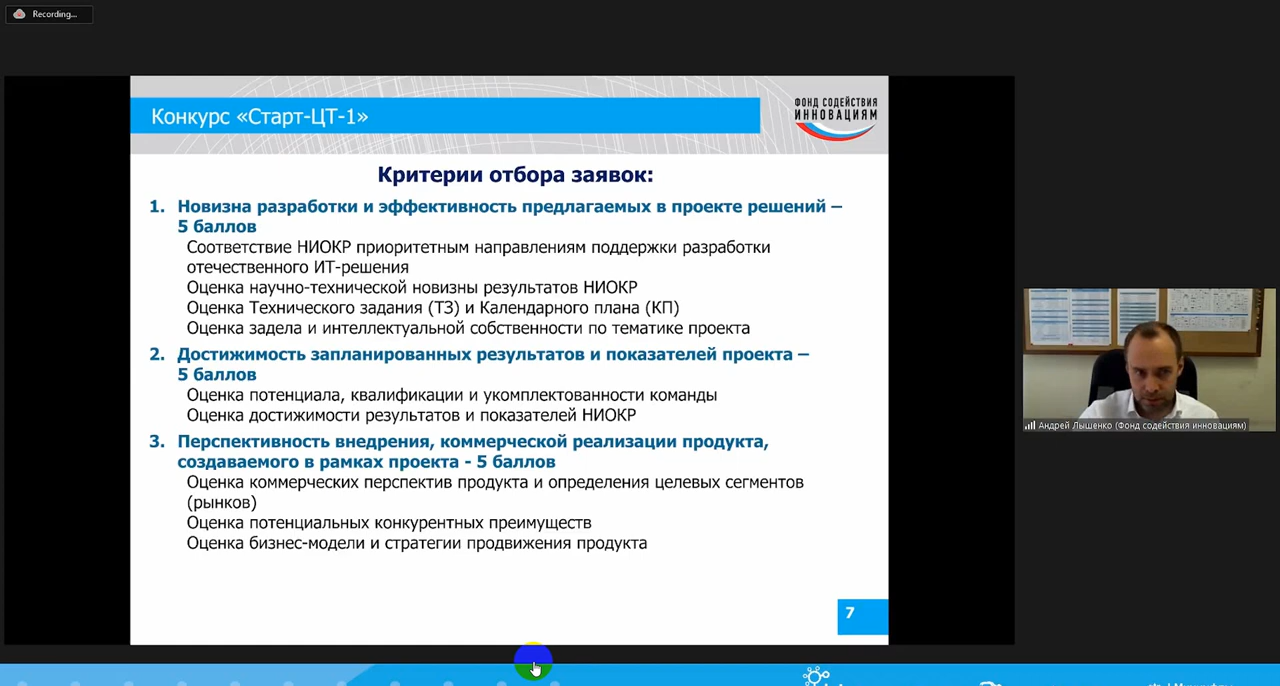 Recording...
Конкурс «Старт-ЦТ-1»
ФОНД СОДЕЙСТВИЯ
ИННОВАЦИЯМ
Критерии отбора заявок:
1. Новизна разработки и эффективность предлагаемых в проекте решений –
5 баллов
Соответствие НИОКР приоритетным направлениям поддержки разработки
отечественного ИТ-решения
Оценка научно-технической новизны результатов НИОКР
Оценка Технического задания (ТЗ) и Календарного плана (КП)
Оценка задела и интеллектуальной собственности по тематике проекта
2. Достижимость запланированных результатов и показателей проекта –
5 баллов
Оценка потенциала, квалификации и укомплектованности команды
Оценка достижимости результатов и показателей НИОКР
3. Перспективность внедрения, коммерческой реализации продукта,
создаваемого в рамках проекта - 5 баллов
Оценка коммерческих перспектив продукта и определения целевых сегментов
(рынков)
Оценка потенциальных конкурентных преимуществ
Оценка бизнес-модели и стратегии продвижения продукта
Андрей Лышенко (Фонд содействия инновациям)
7